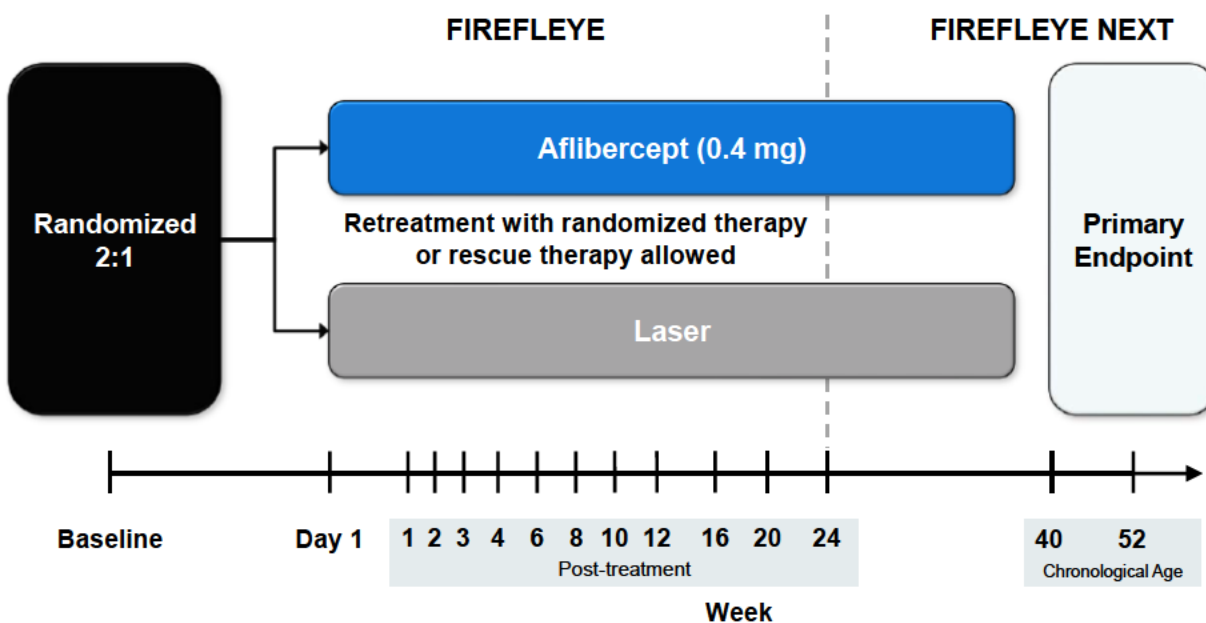 FIREFLEYE
FIREFLEYE NEXT
Randomized
2:1
Aflibercept (0.4 mg)
Retreatment with randomized therapy
or rescue therapy allowed
Laser
Primary
Endpoint
Baseline
Day 1
1 2 3 4 6 8 10 12 16 20 24
Post-treatment
40 52
Chronological Age
Week